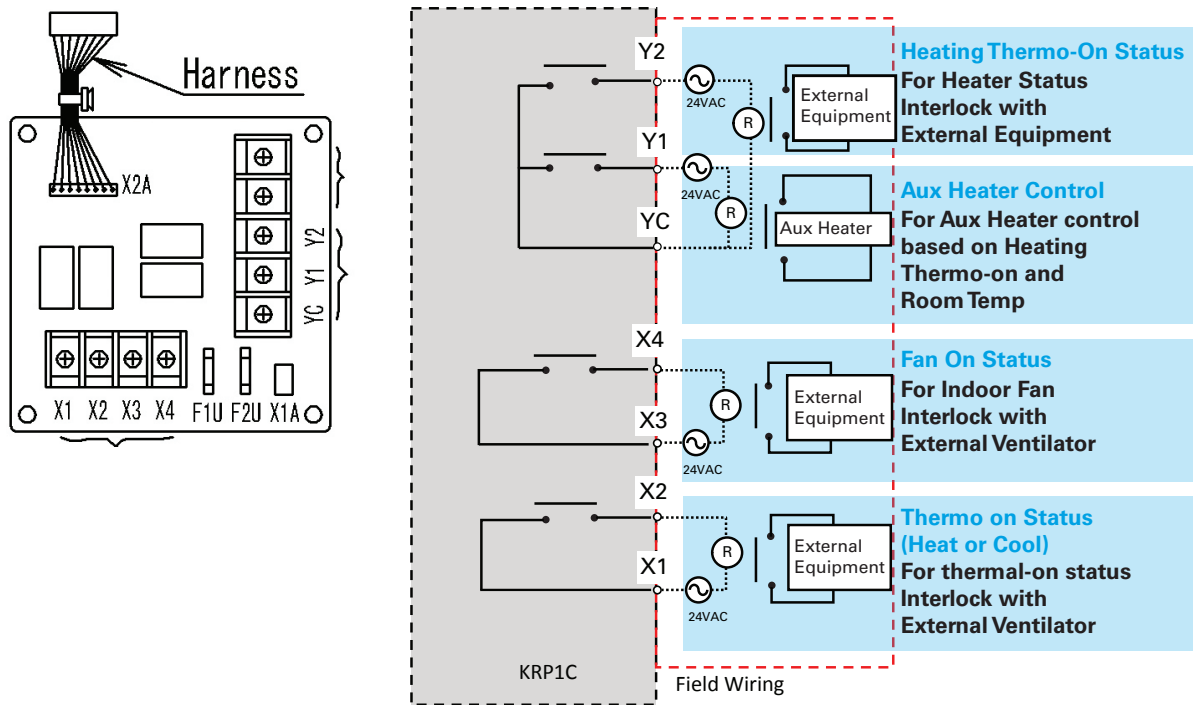 Harness
X2A
Y2
Y1
YC
X1 X2 X3 X4 F1U F2U X1A
Y2
24VAC
R
External
Equipment
Heating Thermo-On Status
For Heater Status
Interlock with
External Equipment
Y1
24VAC
R
YC
Aux Heater
Aux Heater Control
For Aux Heater control
based on Heating
Thermo-on and
Room Temp
X4
R
X3
24VAC
External
Equipment
Fan On Status
For Indoor Fan
Interlock with
External Ventilator
X2
R
X1
24VAC
External
Equipment
Thermo on Status
(Heat or Cool)
For thermal-on status
Interlock with
External Ventilator
KRP1C
Field Wiring